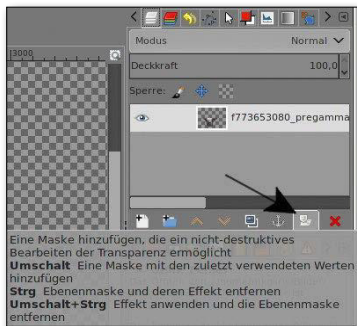 Modus Normal
3000
Deckkraft 100,0
Sperre:
f773653080_pregamma
Eine Maske hinzufügen, die ein nicht-destruktives
Bearbeiten der Transparenz ermöglicht
Umschalt Eine Maske mit den zuletzt verwendeten Werten
hinzufügen
Strg Ebenenmaske und deren Effekt entfernen
Umschalt+Strg Effekt anwenden und die Ebenenmaske
entfernen